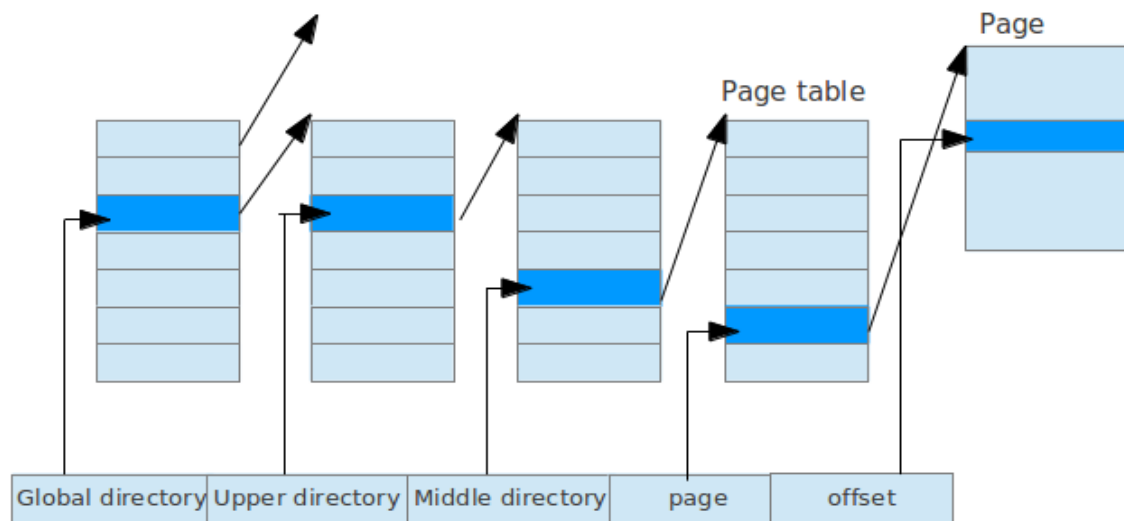 Page
Page table
Global directory
Upper directory
Middle directory
page
offset